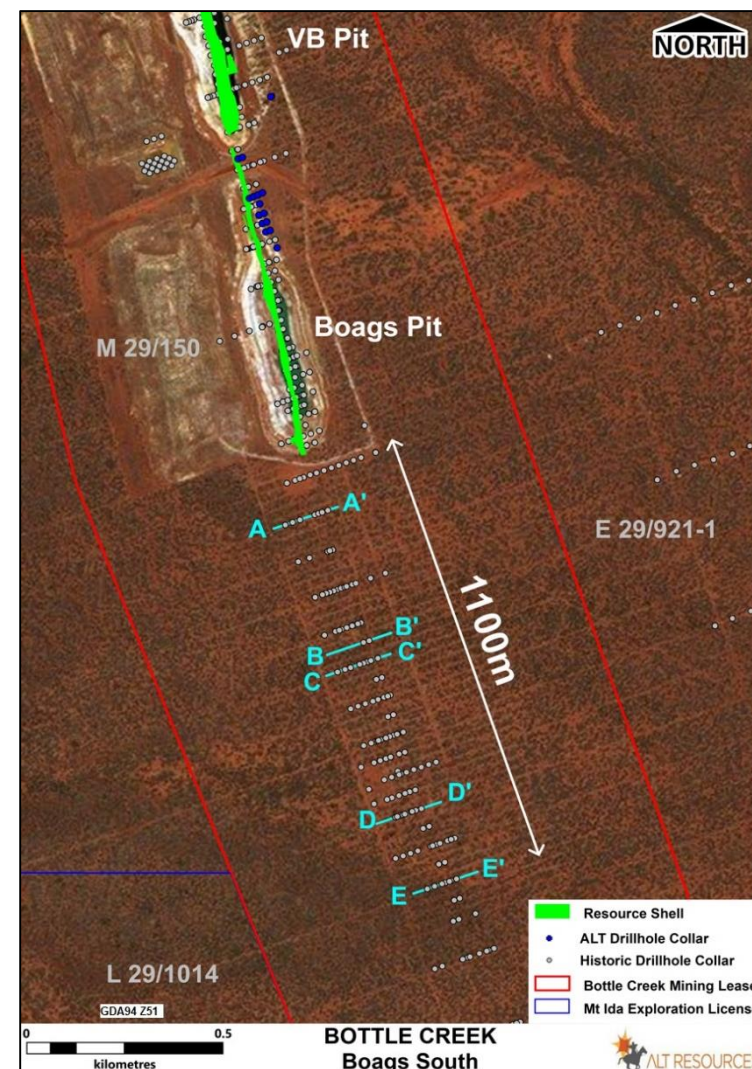 VB Pit
NORTH
M 29/150
Boags Pit
A
A'
E 29/921-1
1100m
B
B'
C
C'
D
D'
E
E'
L 29/1014
GDA94 Z51
Resource Shell
ALT Drillhole Collar
Historic Drillhole Collar
Bottle Creek Mining Lease
Mt Ida Exploration Licens
0
0.5
kilometres
BOTTLE CREEK
Boags South
ALT RESOURCE